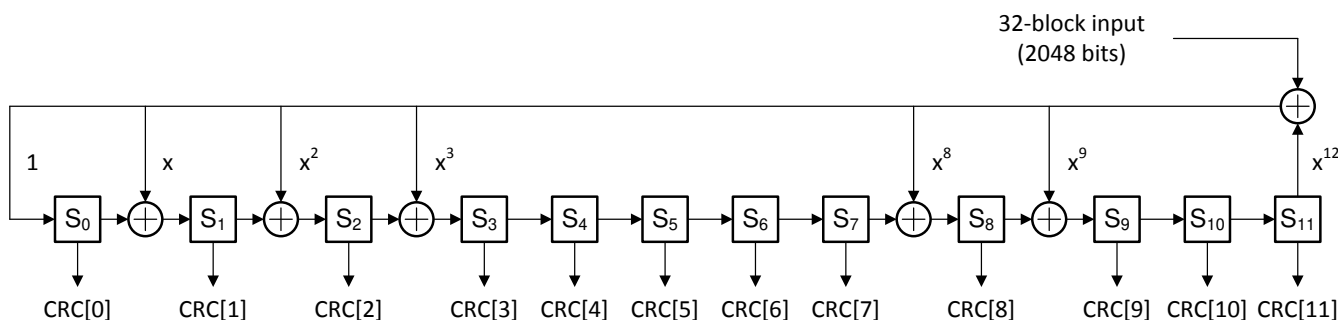 32-block input
(2048 bits)
1 x x² x³ x⁸ x⁹ x¹²
S₀ S₁ S₂ S₃ S₄ S₅ S₆ S₇ S₈ S₉ S₁₀ S₁₁
CRC[0] CRC[1] CRC[2] CRC[3] CRC[4] CRC[5] CRC[6] CRC[7] CRC[8] CRC[9] CRC[10] CRC[11]